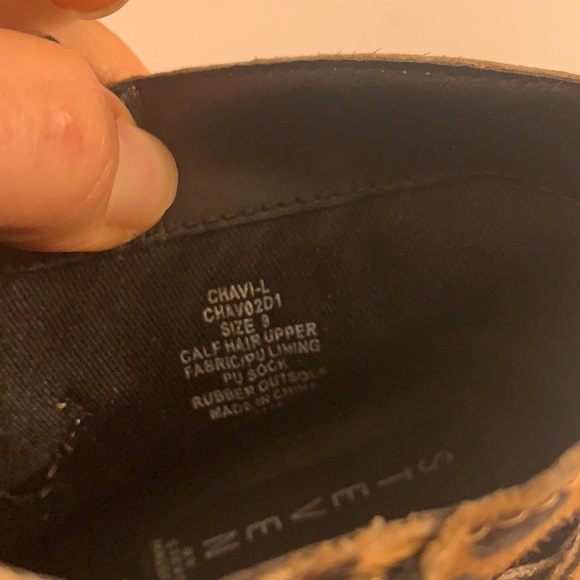 CHAVI-L
CHAV02D1
SIZE 9
CALF HAIR UPPER
FABRIC/PU LINING
PU SOCK
RUBBER OUTSOLE
MADE IN CHINA
STEVEN